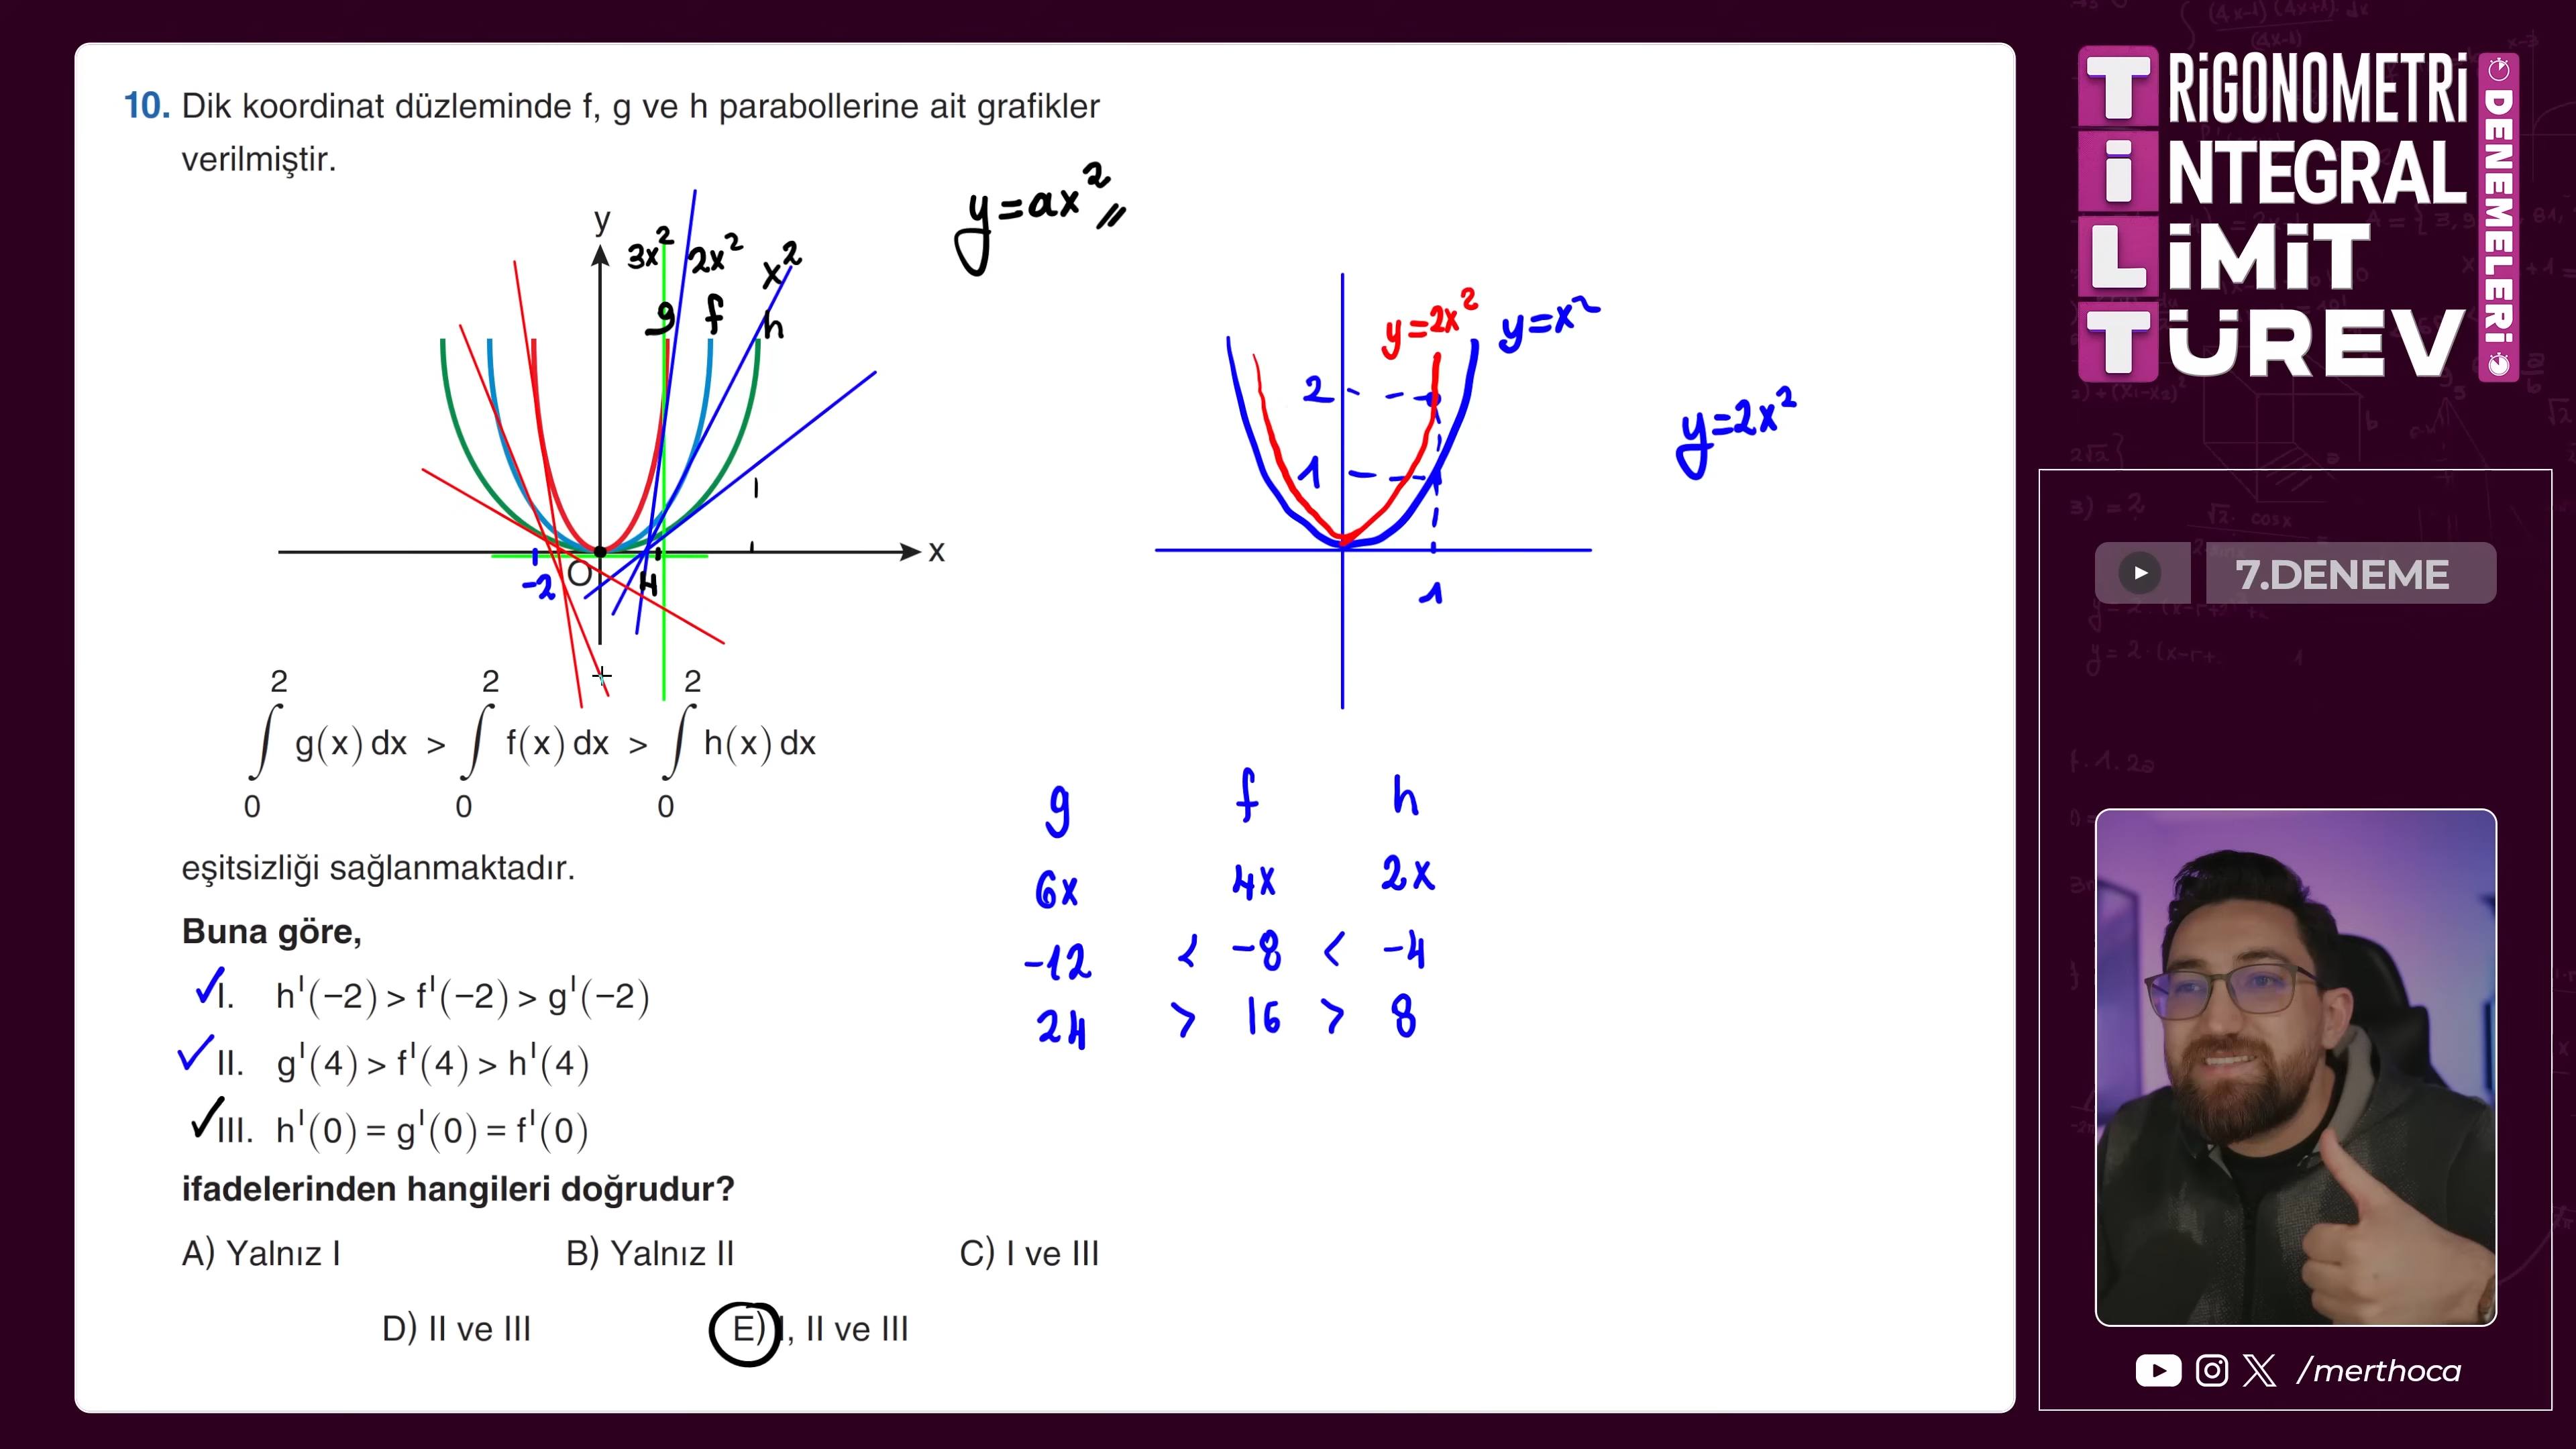 10. Dik koordinat düzleminde f, g ve h parabollerine ait grafikler
verilmiştir.
y = ax²
y
3x² 2x² x²
g f h
x
O
-2
4
1
y = 2x² y = x²
2
1
1
y = 2x²
2 2 2
∫ g(x) dx > ∫ f(x) dx > ∫ h(x) dx
0 0 0
eşitsizliği sağlanmaktadır.
Buna göre,
I. h'(−2) > f'(−2) > g'(−2)
II. g'(4) > f'(4) > h'(4)
III. h'(0) = g'(0) = f'(0)
ifadelerinden hangileri doğrudur?
A) Yalnız I B) Yalnız II C) I ve III
D) II ve III E) I, II ve III
g f h
6x 4x 2x
-12 < -8 < -4
24 > 16 > 8
TRİGONOMETRİ
İNTEGRAL
LİMİT
TÜREV
DENEMELERİ
7.DENEME
/merthoca